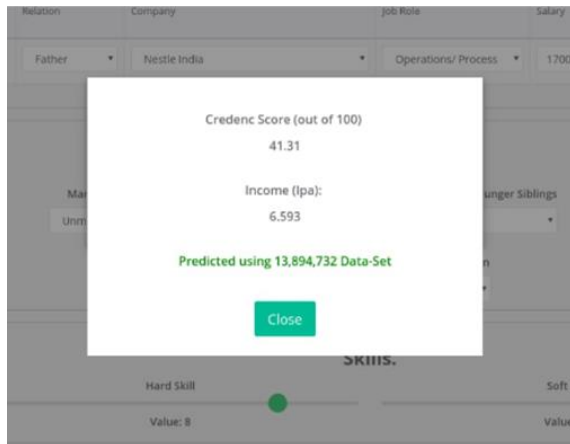 Relation Company Job Role Salary
Father Nestle India Operations/ Process 1700
Credenc Score (out of 100)
41.31
Income (lpa):
6.593
Predicted using 13,894,732 Data-Set
Close
Mar unger Siblings
Unm
n
Skills.
Hard Skill Soft
Value: 8 Value